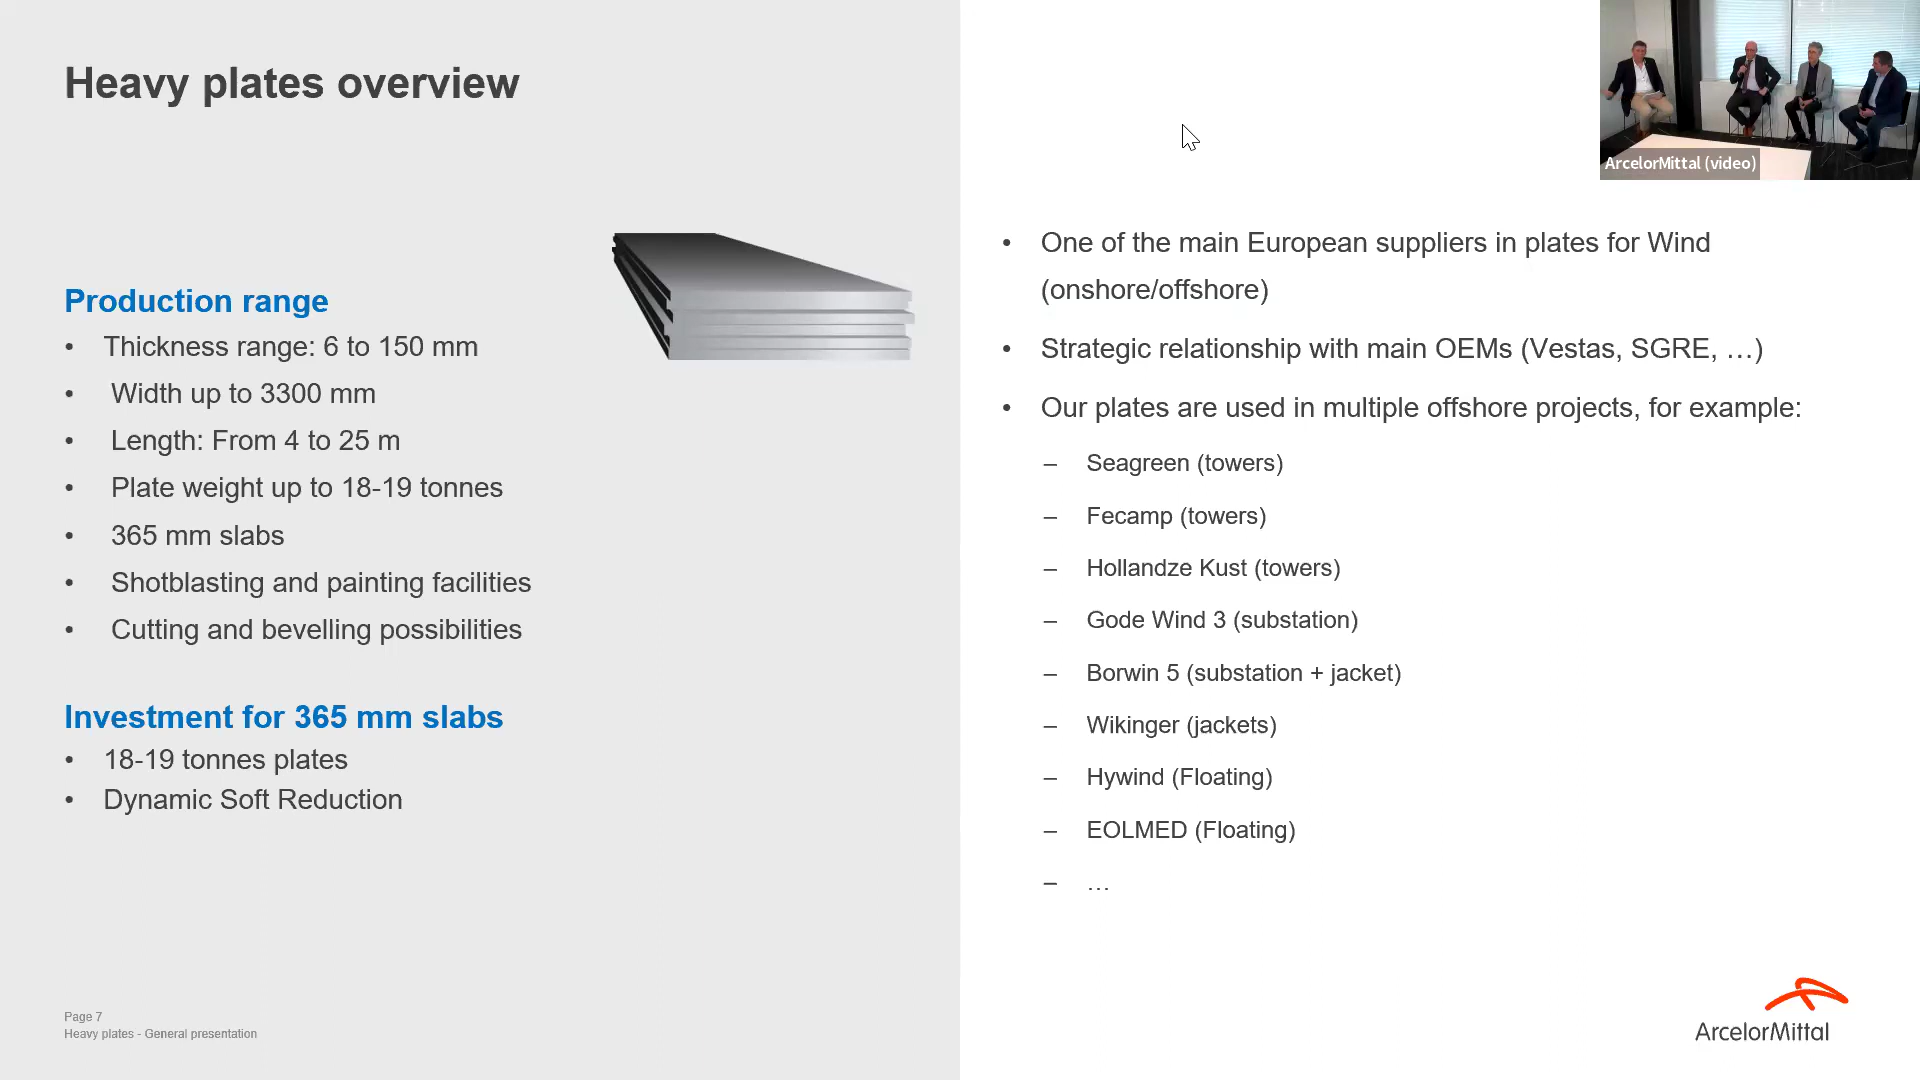 Heavy plates overview
Production range
• Thickness range: 6 to 150 mm
• Width up to 3300 mm
• Length: From 4 to 25 m
• Plate weight up to 18-19 tonnes
• 365 mm slabs
• Shotblasting and painting facilities
• Cutting and bevelling possibilities
Investment for 365 mm slabs
• 18-19 tonnes plates
• Dynamic Soft Reduction
Page 7
Heavy plates - General presentation
ArcelorMittal (video)
• One of the main European suppliers in plates for Wind
(onshore/offshore)
• Strategic relationship with main OEMs (Vestas, SGRE, …)
• Our plates are used in multiple offshore projects, for example:
– Seagreen (towers)
– Fecamp (towers)
– Hollandze Kust (towers)
– Gode Wind 3 (substation)
– Borwin 5 (substation + jacket)
– Wikinger (jackets)
– Hywind (Floating)
– EOLMED (Floating)
– …
ArcelorMittal